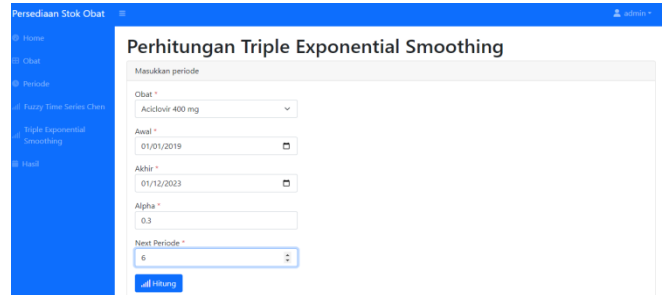 Persediaan Stok Obat
admin
Home
Obat
Periode
Fuzzy Time Series Chen
Triple Exponential
Smoothing
Hasil
Perhitungan Triple Exponential Smoothing
Masukkan periode
Obat *
Aciclovir 400 mg
Awal *
01/01/2019
Akhir *
01/12/2023
Alpha *
0.3
Next Periode *
6
Hitung